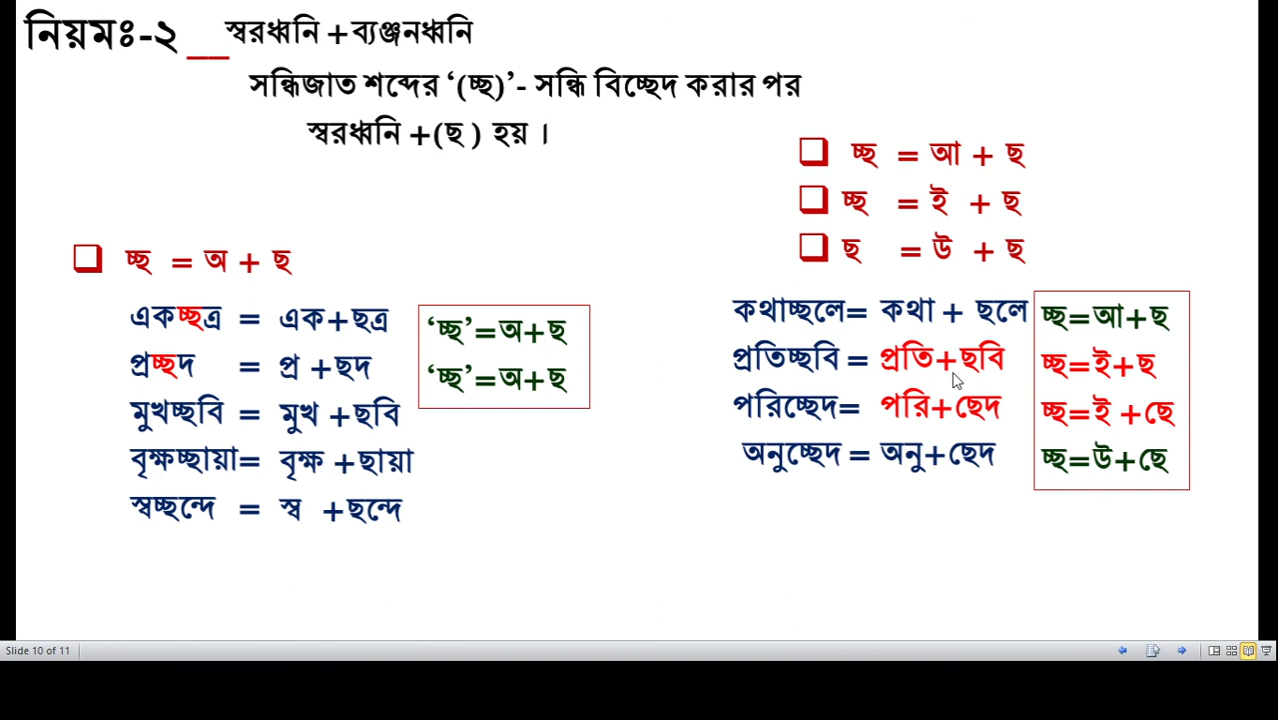 নিয়মঃ-২ __ স্বরধ্বনি + ব্যঞ্জনধ্বনি
সন্ধিজাত শব্দের ‘(চ্ছ)’- সন্ধি বিচ্ছেদ করার পর
স্বরধ্বনি +(ছ ) হয় ।
চ্ছ = অ + ছ
একচ্ছত্র = এক+ছত্র
প্রচ্ছদ = প্র +ছদ
মুখচ্ছবি = মুখ +ছবি
বৃক্ষচ্ছায়া= বৃক্ষ +ছায়া
স্বচ্ছন্দে = স্ব +ছন্দে
‘চ্ছ’=অ+ছ
‘চ্ছ’=অ+ছ
চ্ছ = আ + ছ
চ্ছ = ই + ছ
ছ = উ + ছ
কথাচ্ছলে= কথা + ছলে
প্রতিচ্ছবি = প্রতি+ছবি
পরিচ্ছেদ= পরি+ছেদ
অনুচ্ছেদ = অনু+ছেদ
চ্ছ=আ+ছ
চ্ছ=ই+ছ
চ্ছ=ই +ছে
চ্ছ=উ+ছে
Slide 10 of 11